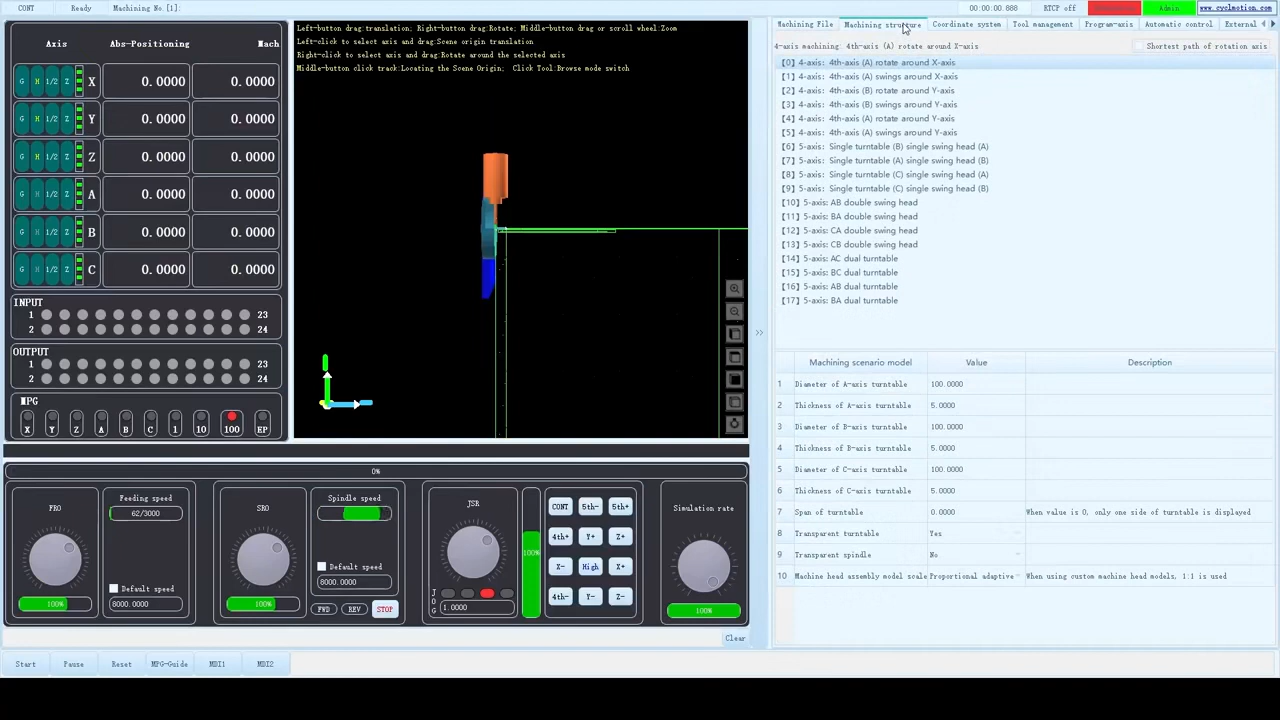 CONT Ready Machining No.[1]: 00:00:00.888 RTCP off Admin www.cyclmotion.com
Axis Abs-Positioning Mach
G H 1/2 Z X 0.0000 0.0000
G H 1/2 Z Y 0.0000 0.0000
G H 1/2 Z Z 0.0000 0.0000
G H 1/2 Z A 0.0000 0.0000
G H 1/2 Z B 0.0000 0.0000
G H 1/2 Z C 0.0000 0.0000
INPUT
1 23
2 24
OUTPUT
1 23
2 24
MPG
X Y Z A B C 1 10 100 EP
Left-button drag:translation; Right-button drag:Rotate; Middle-button drag or scroll wheel:Zoom
Left-click to select axis and drag:Scene origin translation
Right-click to select axis and drag:Rotate around the selected axis
Middle-button click track:Locating the Scene Origin; Click Tool:Browse mode switch
>>
Machining File Machining structure Coordinate system Tool management Program-axis Automatic control External
4-axis machining: 4th-axis (A) rotate around X-axis Shortest path of rotation axis
【0】4-axis: 4th-axis (A) rotate around X-axis
【1】4-axis: 4th-axis (A) swings around X-axis
【2】4-axis: 4th-axis (B) rotate around Y-axis
【3】4-axis: 4th-axis (B) swings around Y-axis
【4】4-axis: 4th-axis (A) rotate around Y-axis
【5】4-axis: 4th-axis (A) swings around Y-axis
【6】5-axis: Single turntable (B) single swing head (A)
【7】5-axis: Single turntable (A) single swing head (B)
【8】5-axis: Single turntable (C) single swing head (A)
【9】5-axis: Single turntable (C) single swing head (B)
【10】5-axis: AB double swing head
【11】5-axis: BA double swing head
【12】5-axis: CA double swing head
【13】5-axis: CB double swing head
【14】5-axis: AC dual turntable
【15】5-axis: BC dual turntable
【16】5-axis: AB dual turntable
【17】5-axis: BA dual turntable
Machining scenario model Value Description
1 Diameter of A-axis turntable 100.0000
2 Thickness of A-axis turntable 5.0000
3 Diameter of B-axis turntable 100.0000
4 Thickness of B-axis turntable 5.0000
5 Diameter of C-axis turntable 100.0000
6 Thickness of C-axis turntable 5.0000
7 Span of turntable 0.0000 When value is 0, only one side of turntable is displayed
8 Transparent turntable Yes
9 Transparent spindle No
10 Machine head assembly model scale Proportional adaptive When using custom machine head models, 1:1 is used
0%
FRO
Feeding speed
62/3000
Default speed
8000.0000
100%
SRO
Spindle speed
Default speed
8000.0000
100%
FWD REV STOP
JSR
JOG
1.0000
100%
CONT 5th- 5th+
4th+ Y+ Z+
X- High X+
4th- Y- Z-
Simulation rate
100%
Clear
Start Pause Reset MPG-Guide MDI1 MDI2